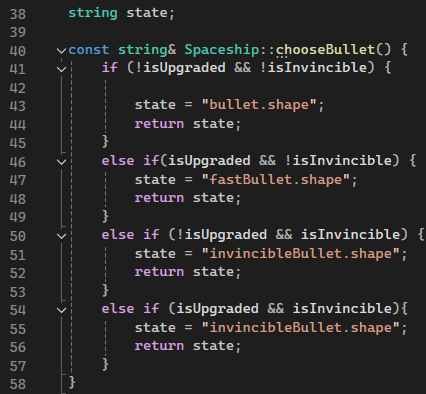 38 string state;
39
40 const string& Spaceship::chooseBullet() {
41     if (!isUpgraded && !isInvincible) {
42
43         state = "bullet.shape";
44         return state;
45     }
46     else if(isUpgraded && !isInvincible) {
47         state = "fastBullet.shape";
48         return state;
49     }
50     else if (!isUpgraded && isInvincible) {
51         state = "invincibleBullet.shape";
52         return state;
53     }
54     else if (isUpgraded && isInvincible){
55         state = "invincibleBullet.shape";
56         return state;
57     }
58 }